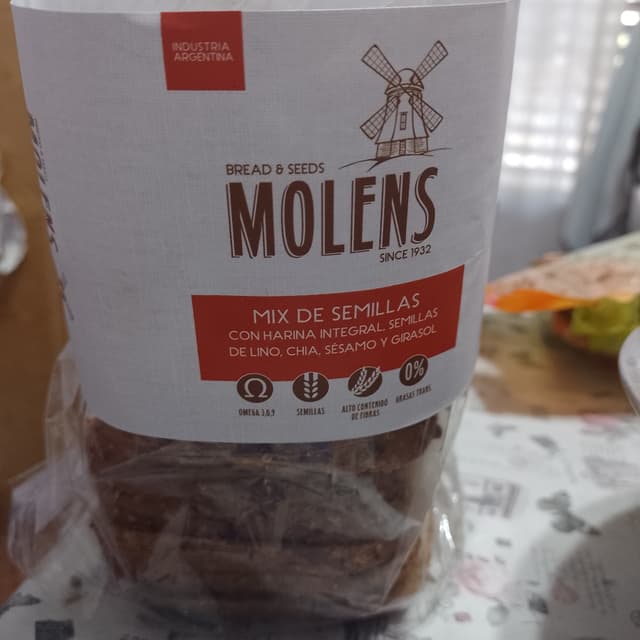 INDUSTRIA
ARGENTINA
BREAD & SEEDS
MOLENS
SINCE 1932
MIX DE SEMILLAS
CON HARINA INTEGRAL, SEMILLAS
DE LINO, CHIA, SÉSAMO Y GIRASOL
OMEGA 3,6,9
SEMILLAS
ALTO CONTENIDO
DE FIBRAS
0%
GRASAS TRANS